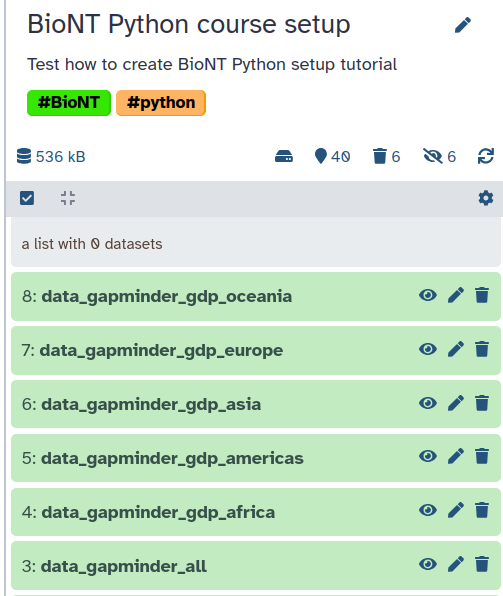 BioNT Python course setup
Test how to create BioNT Python setup tutorial
#BioNT #python
536 kB 40 6 6
a list with 0 datasets
8: data_gapminder_gdp_oceania
7: data_gapminder_gdp_europe
6: data_gapminder_gdp_asia
5: data_gapminder_gdp_americas
4: data_gapminder_gdp_africa
3: data_gapminder_all